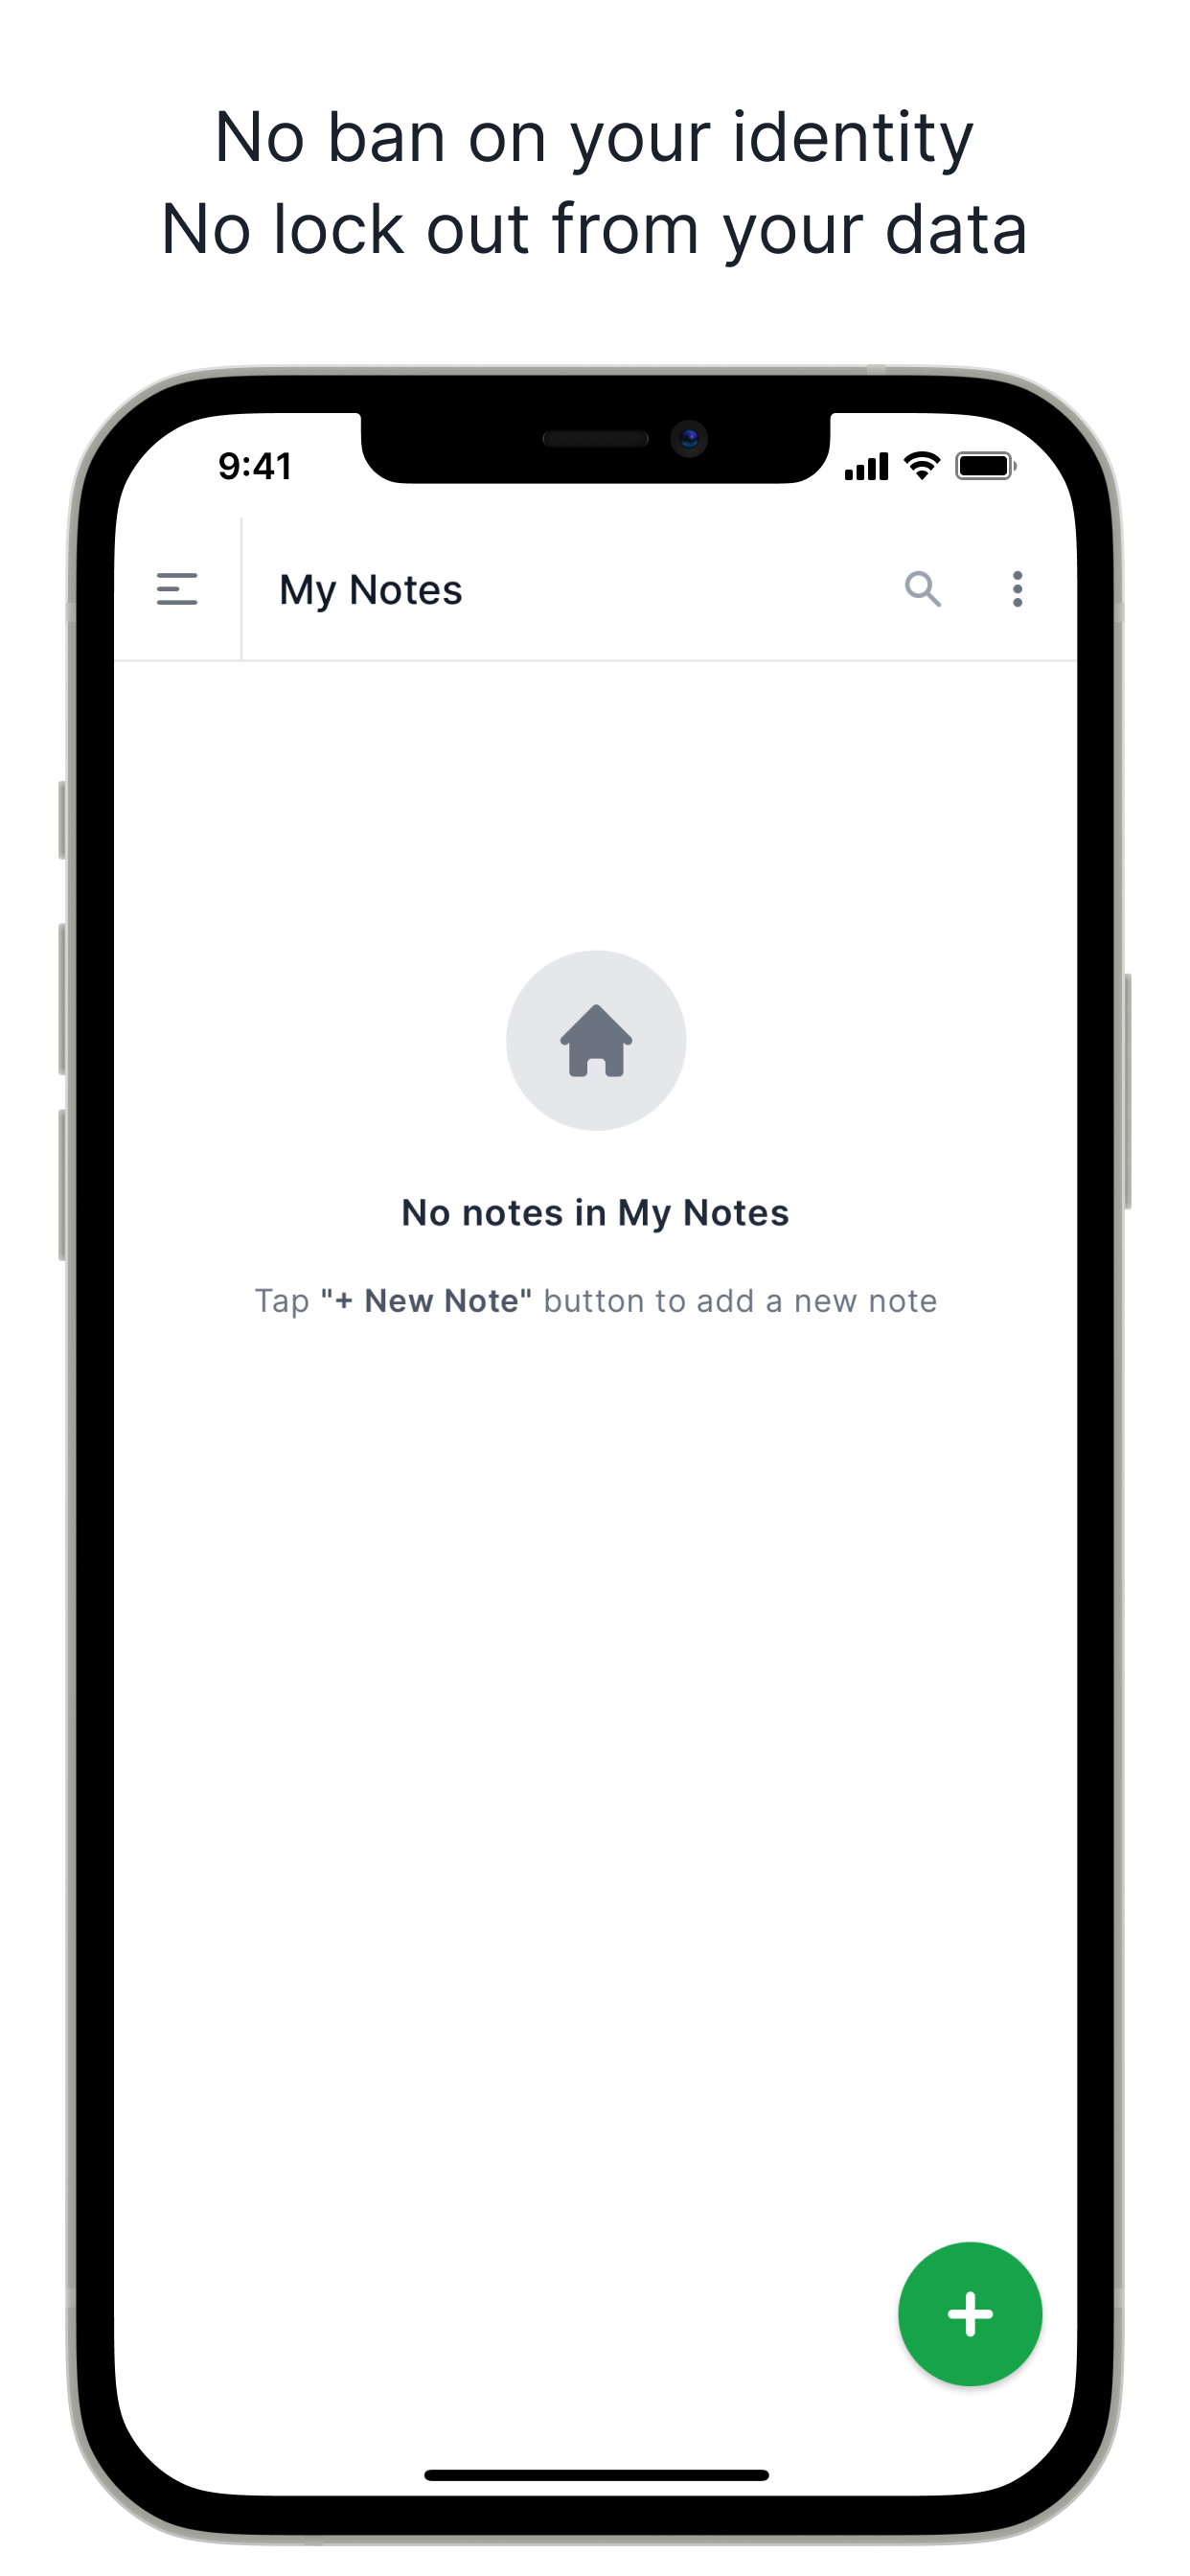 No ban on your identity
No lock out from your data
9:41
My Notes
No notes in My Notes
Tap "+ New Note" button to add a new note